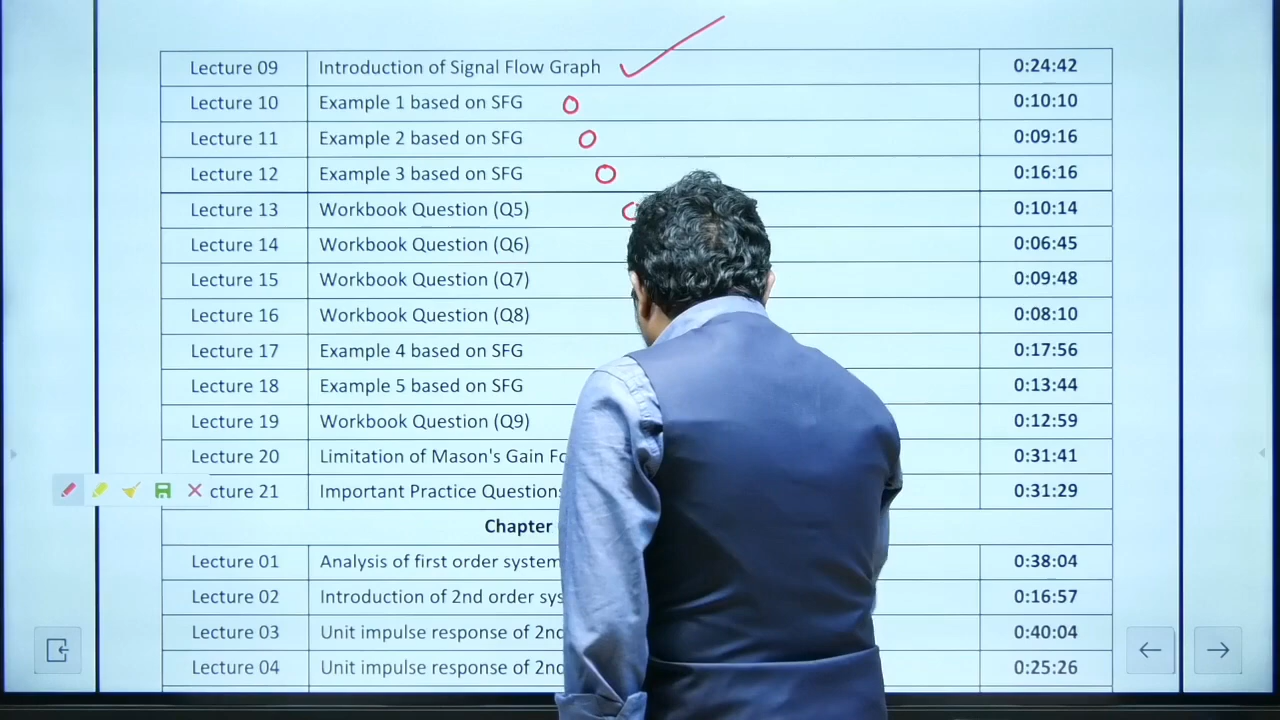 Lecture 09 Introduction of Signal Flow Graph 0:24:42
Lecture 10 Example 1 based on SFG 0:10:10
Lecture 11 Example 2 based on SFG 0:09:16
Lecture 12 Example 3 based on SFG 0:16:16
Lecture 13 Workbook Question (Q5) 0:10:14
Lecture 14 Workbook Question (Q6) 0:06:45
Lecture 15 Workbook Question (Q7) 0:09:48
Lecture 16 Workbook Question (Q8) 0:08:10
Lecture 17 Example 4 based on SFG 0:17:56
Lecture 18 Example 5 based on SFG 0:13:44
Lecture 19 Workbook Question (Q9) 0:12:59
Lecture 20 Limitation of Mason's Gain 0:31:41
cture 21 Important Practice Questions 0:31:29
Chapter
Lecture 01 Analysis of first order system 0:38:04
Lecture 02 Introduction of 2nd order 0:16:57
Lecture 03 Unit impulse response of 0:40:04
Lecture 04 Unit impulse response of 0:25:26